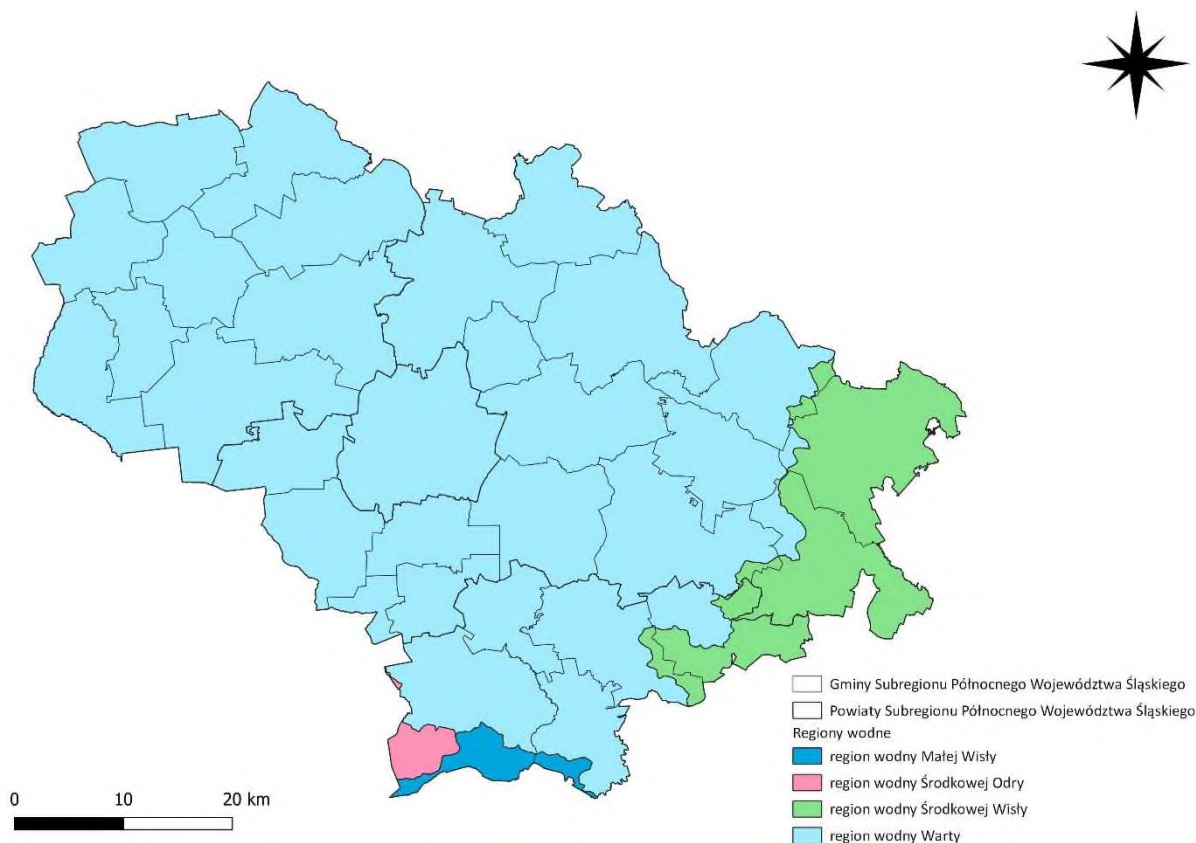 Gminy Subregionu Północnego Województwa Śląskiego
Powiaty Subregionu Północnego Województwa Śląskiego
Regiony wodne
region wodny Małej Wisły
region wodny Środkowej Odry
region wodny Środkowej Wisły
region wodny Warty
0 10 20 km